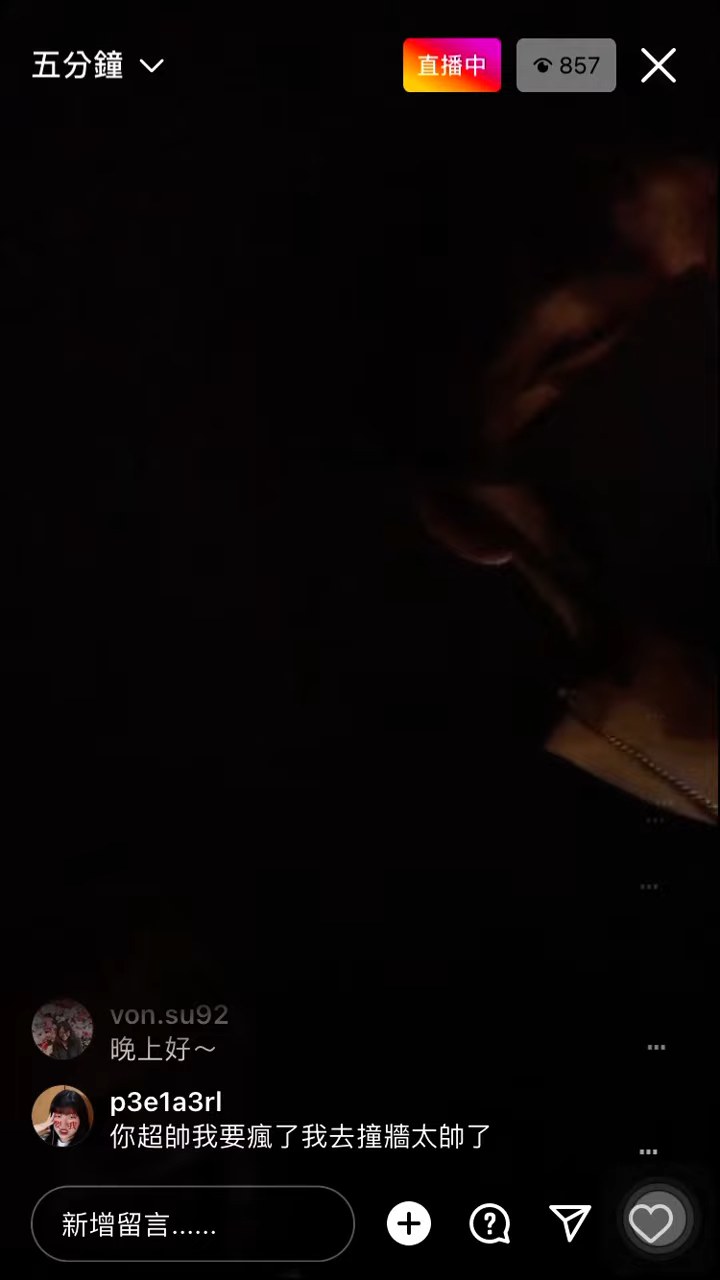 五分鐘
直播中
857
von.su92
晚上好～
p3e1a3rl
你超帥我要瘋了我去撞牆太帥了
新增留言......